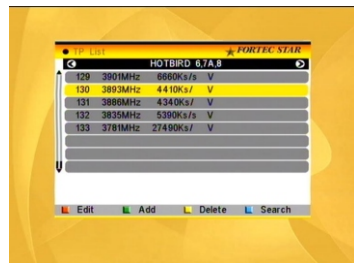 TP List FORTEC STAR
HOTBIRD 6,7A,8
129 3901MHz 6660Ks/s V
130 3893MHz 4410Ks/ V
131 3886MHz 4340Ks/ V
132 3835MHz 5390Ks/s V
133 3781MHz 27490Ks/ V
Edit Add Delete Search